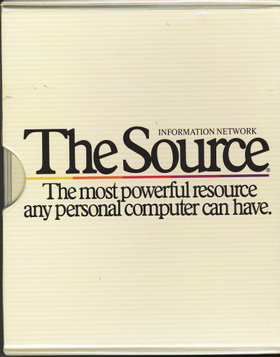 INFORMATION NETWORK
The Source®
The most powerful resource
any personal computer can have.